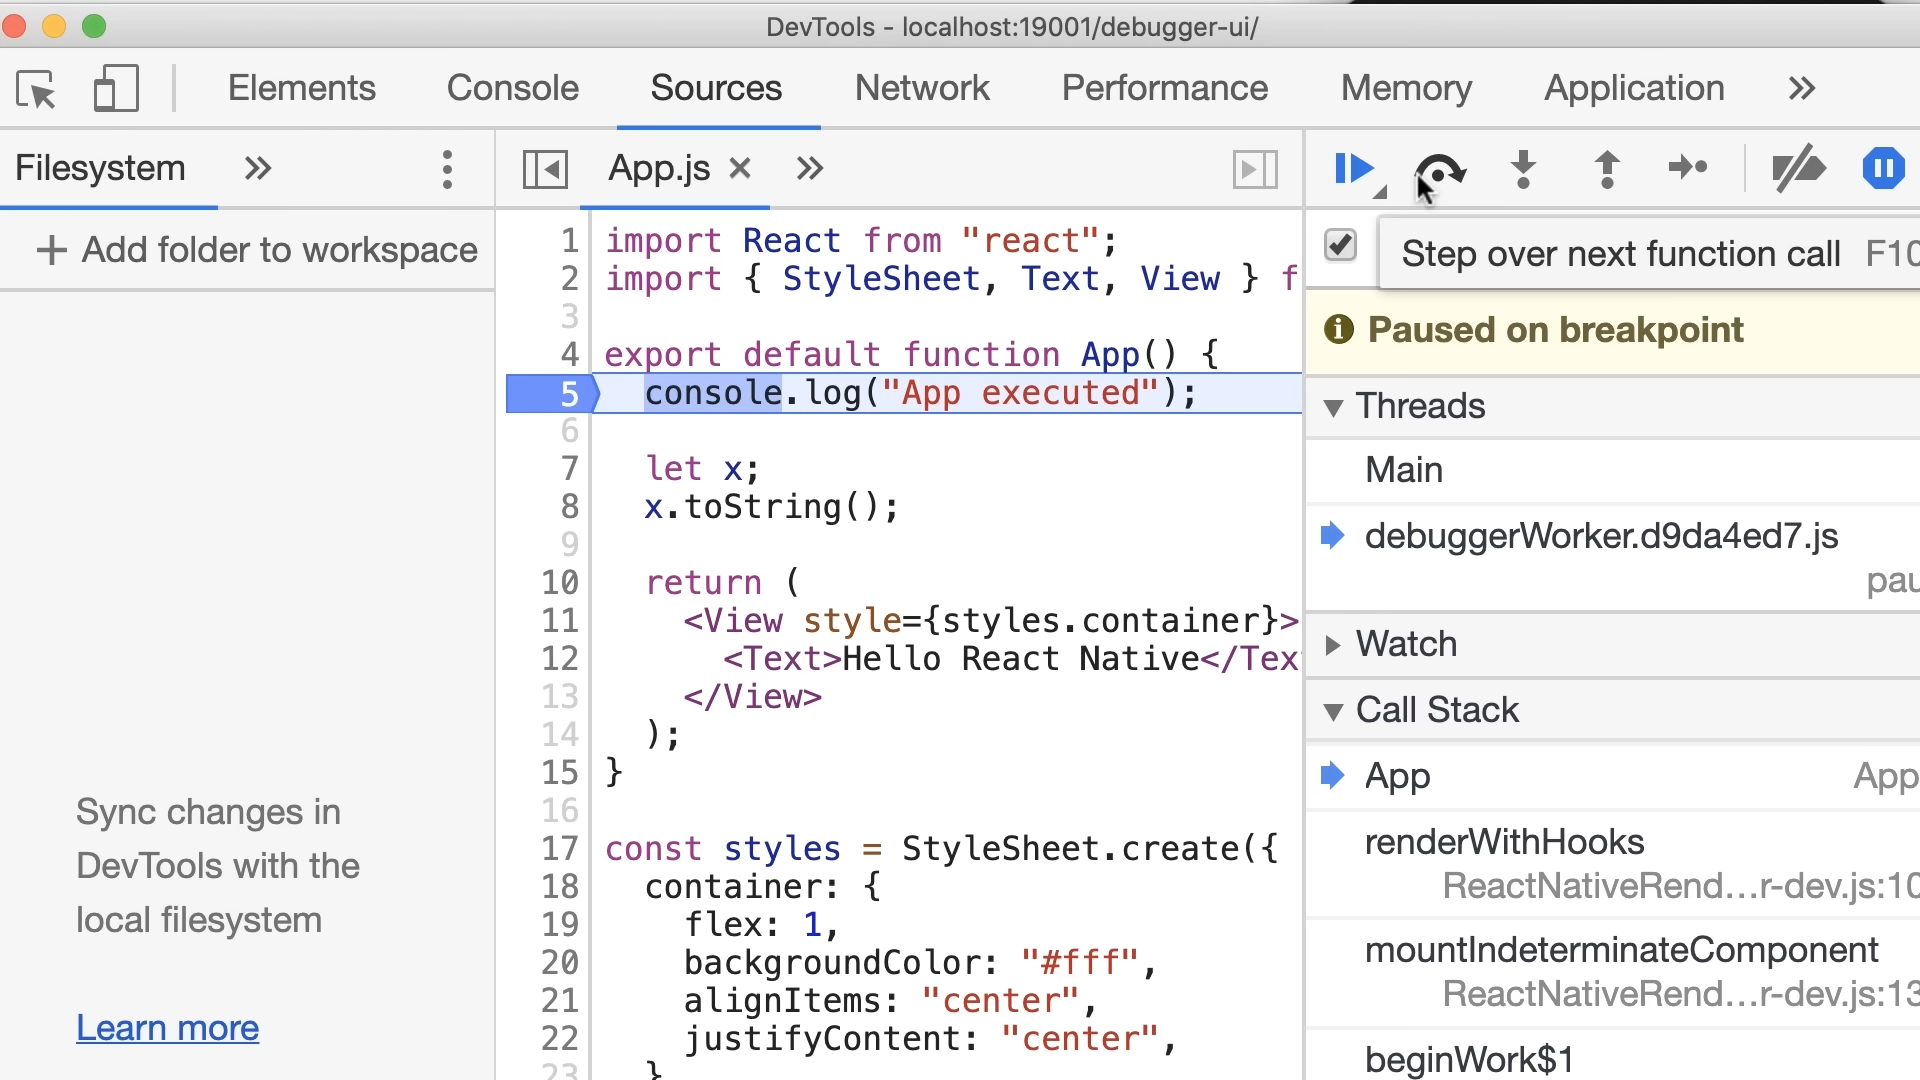 DevTools - localhost:19001/debugger-ui/
Elements Console Sources Network Performance Memory Application »
Filesystem »
App.js × »
+ Add folder to workspace
Step over next function call F10
Paused on breakpoint
1 import React from "react";
2 import { StyleSheet, Text, View } f
3
4 export default function App() {
5 console.log("App executed");
6
7 let x;
8 x.toString();
9
10 return (
11 <View style={styles.container}>
12 <Text>Hello React Native</Tex
13 </View>
14 );
15 }
16
17 const styles = StyleSheet.create({
18 container: {
19 flex: 1,
20 backgroundColor: "#fff",
21 alignItems: "center",
22 justifyContent: "center",
23 }
Sync changes in
DevTools with the
local filesystem
Learn more
Threads
Main
debuggerWorker.d9da4ed7.js
pau
Watch
Call Stack
App App
renderWithHooks
ReactNativeRend…r-dev.js:10
mountIndeterminateComponent
ReactNativeRend…r-dev.js:13
beginWork$1